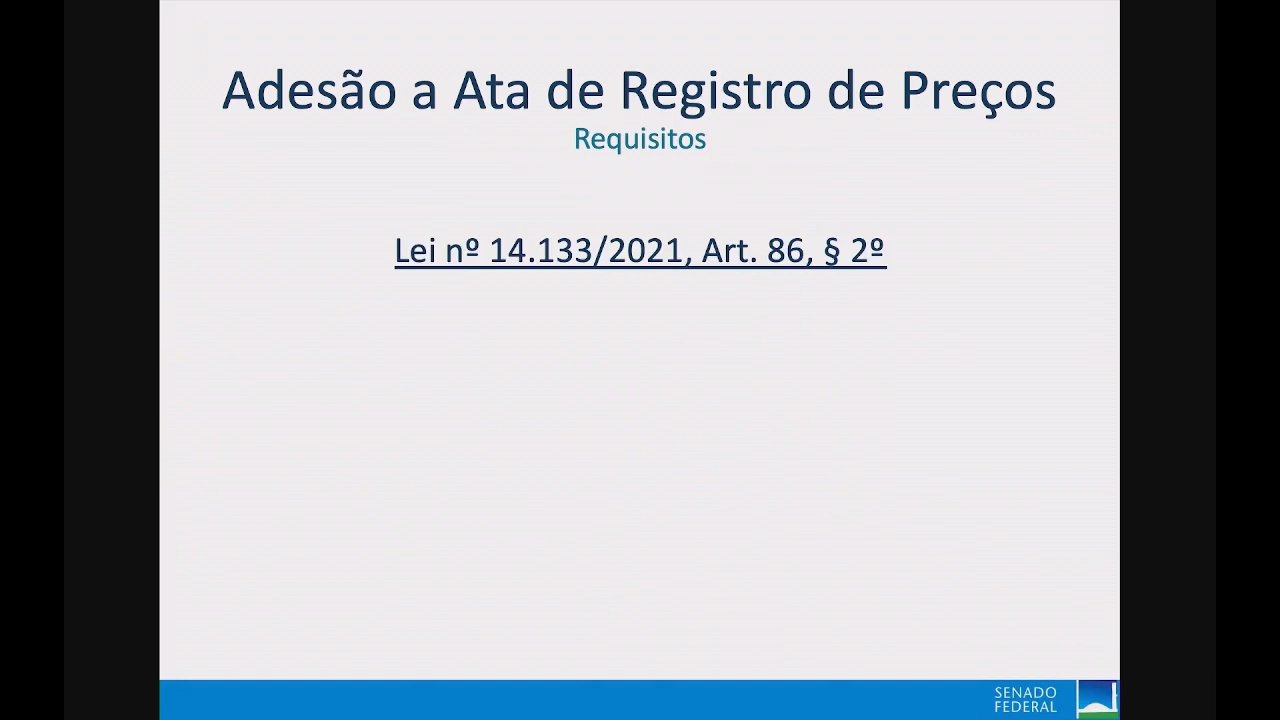 Adesão a Ata de Registro de Preços
Requisitos
Lei nº 14.133/2021, Art. 86, § 2º
SENADO
FEDERAL